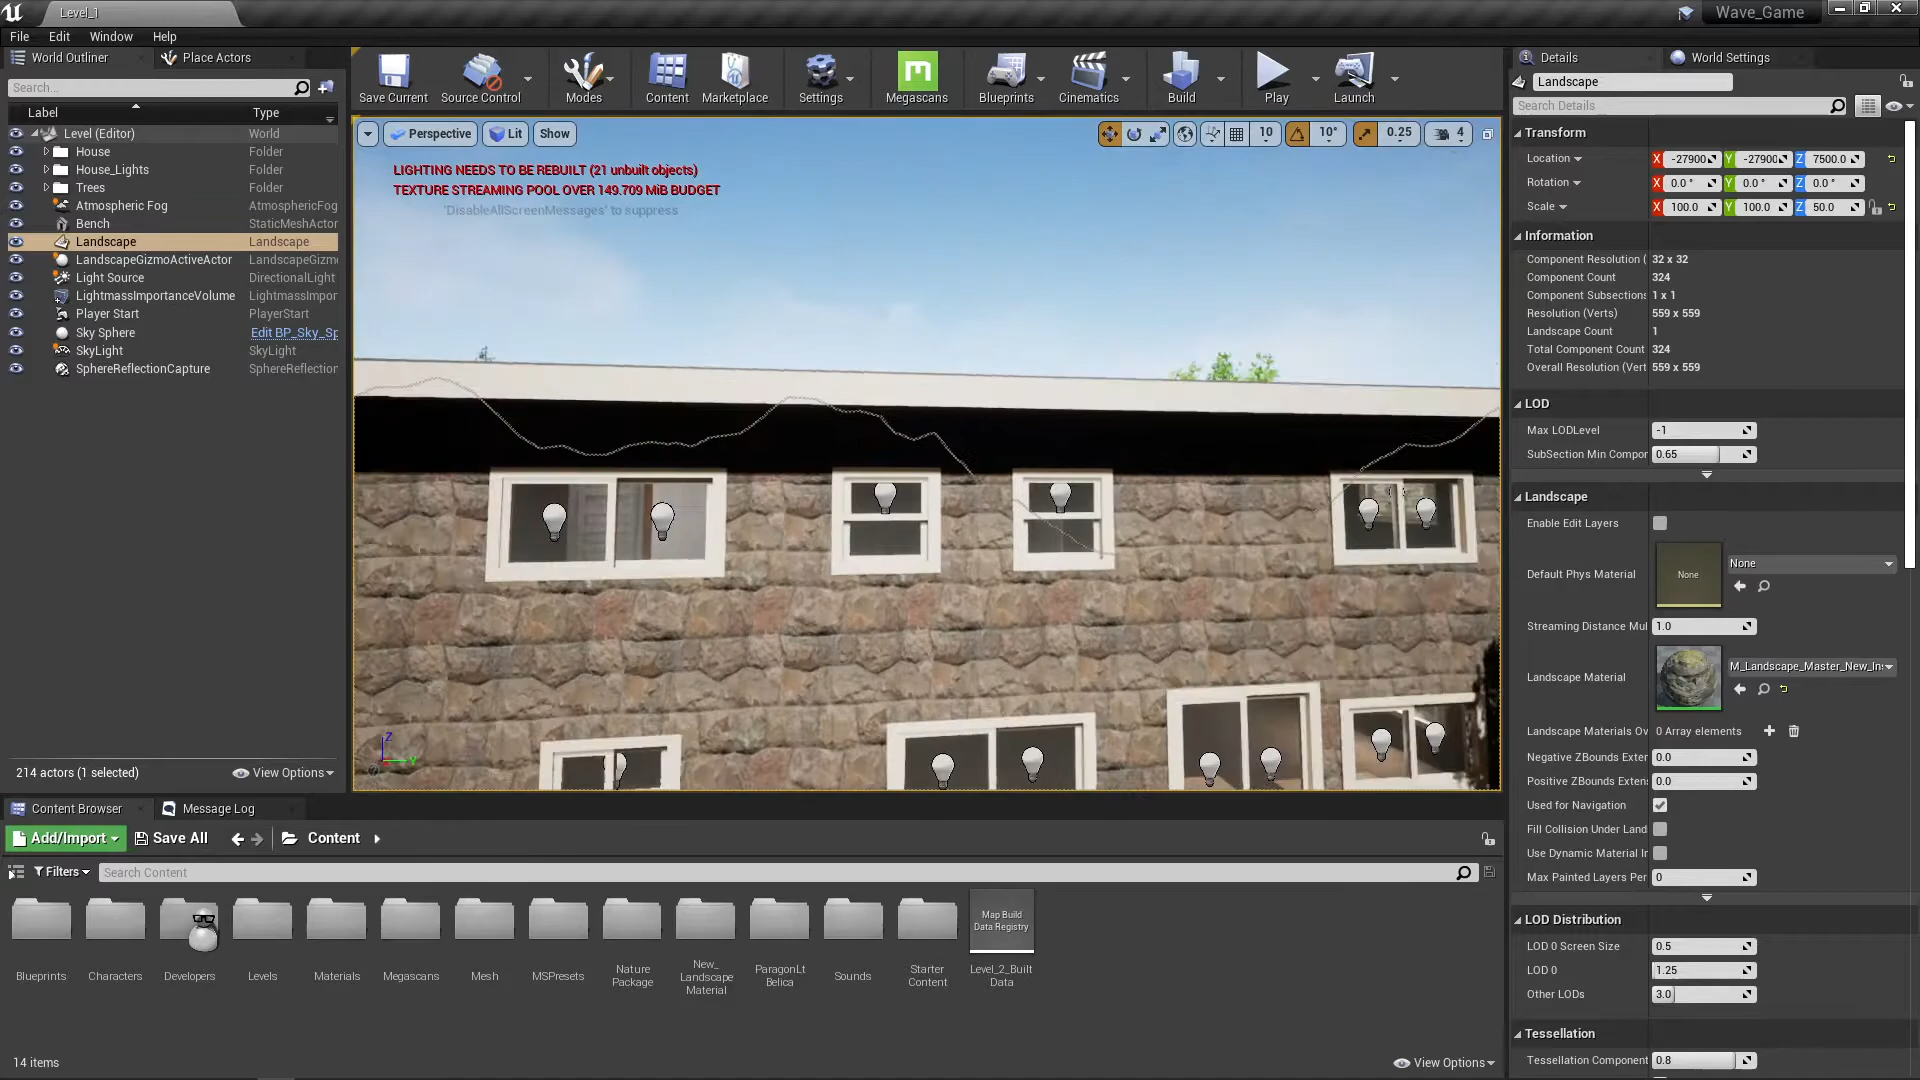 Level_1
Wave_Game
File Edit Window Help
World Outliner
Place Actors
Search...
Label Type
Level (Editor) World
House Folder
House_Lights Folder
Trees Folder
Atmospheric Fog AtmosphericFog
Bench StaticMeshActor
Landscape Landscape
LandscapeGizmoActiveActor LandscapeGizm
Light Source DirectionalLight
LightmassImportanceVolume LightmassImpor
Player Start PlayerStart
Sky Sphere Edit BP_Sky_Sp
SkyLight SkyLight
SphereReflectionCapture SphereReflection
214 actors (1 selected)
View Options
Save Current
Source Control
Modes
Content
Marketplace
Settings
Megascans
Blueprints
Cinematics
Build
Play
Launch
Perspective Lit Show
10 10° 0.25 4
LIGHTING NEEDS TO BE REBUILT (21 unbuilt objects)
TEXTURE STREAMING POOL OVER 149.709 MiB BUDGET
'DisableAllScreenMessages' to suppress
Z
Y
Details
World Settings
Landscape
Search Details
Transform
Location X -27900 Y -27900 Z 7500.0
Rotation X 0.0 ° Y 0.0 ° Z 0.0 °
Scale X 100.0 Y 100.0 Z 50.0
Information
Component Resolution ( 32 x 32
Component Count 324
Component Subsections 1 x 1
Resolution (Verts) 559 x 559
Landscape Count 1
Total Component Count 324
Overall Resolution (Vert 559 x 559
LOD
Max LODLevel -1
SubSection Min Compor 0.65
Landscape
Enable Edit Layers
Default Phys Material None None
Streaming Distance Mul 1.0
Landscape Material M_Landscape_Master_New_In
Landscape Materials Ov 0 Array elements
Negative ZBounds Exter 0.0
Positive ZBounds Extens 0.0
Used for Navigation
Fill Collision Under Land
Use Dynamic Material Ir
Max Painted Layers Per 0
LOD Distribution
LOD 0 Screen Size 0.5
LOD 0 1.25
Other LODs 3.0
Tessellation
Tessellation Component 0.8
Content Browser
Message Log
Add/Import Save All Content
Filters Search Content
Blueprints
Characters
Developers
Levels
Materials
Megascans
Mesh
MSPresets
Nature
Package
New_
Landscape
Material
ParagonLt
Belica
Sounds
Starter
Content
Map Build
Data Registry
Level_2_Built
Data
14 items
View Options